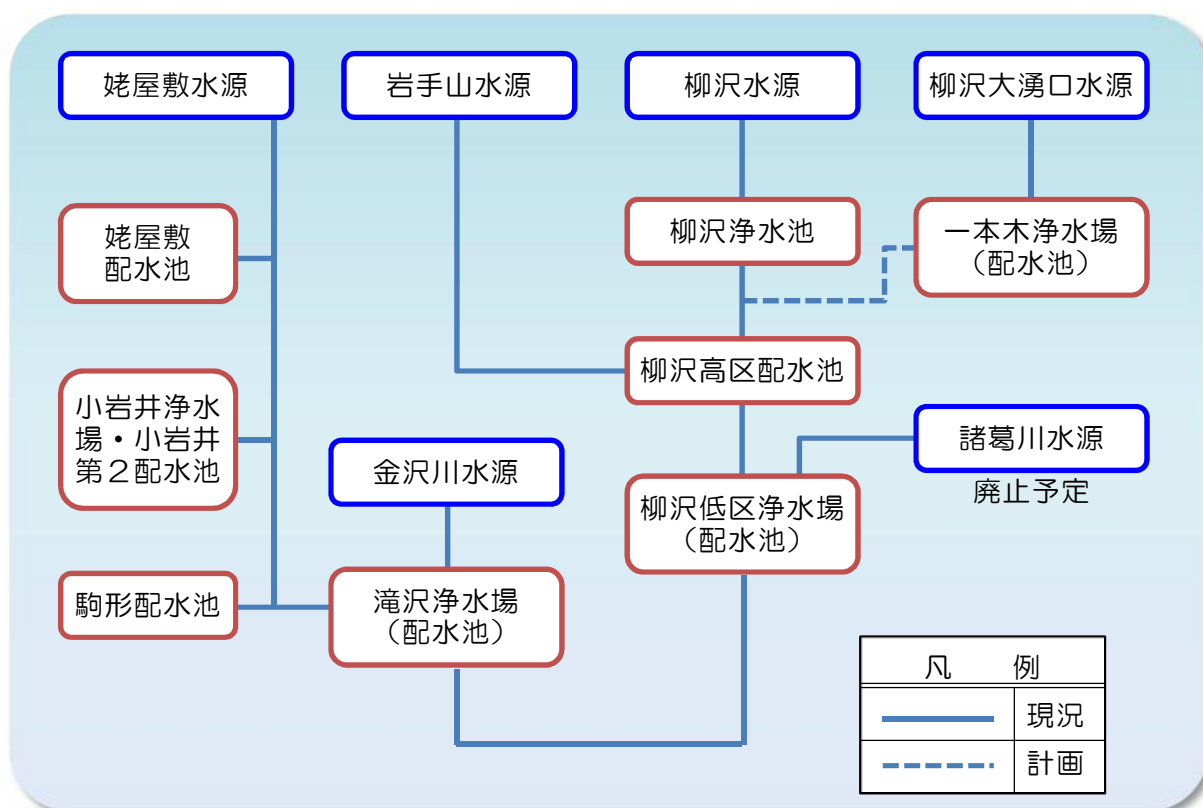 姥屋敷水源
岩手山水源
柳沢水源
柳沢大湧口水源
姥屋敷
配水池
柳沢浄水池
一本木浄水場
（配水池）
柳沢高区配水池
小岩井浄水
場・小岩井
第２配水池
金沢川水源
諸葛川水源
廃止予定
柳沢低区浄水場
（配水池）
駒形配水池
滝沢浄水場
（配水池）
凡　例
現況
計画